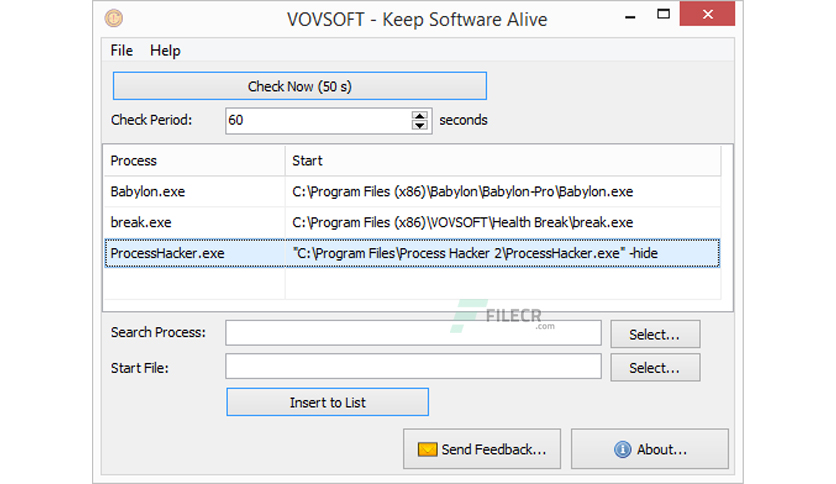 VOVSOFT - Keep Software Alive
File Help
Check Now (50 s)
Check Period: 60 seconds
Process Start
Babylon.exe C:\Program Files (x86)\Babylon\Babylon-Pro\Babylon.exe
break.exe C:\Program Files (x86)\VOVSOFT\Health Break\break.exe
ProcessHacker.exe "C:\Program Files\Process Hacker 2\ProcessHacker.exe" -hide
FILECR
.com
Search Process: Select...
Start File: Select...
Insert to List
Send Feedback... About...